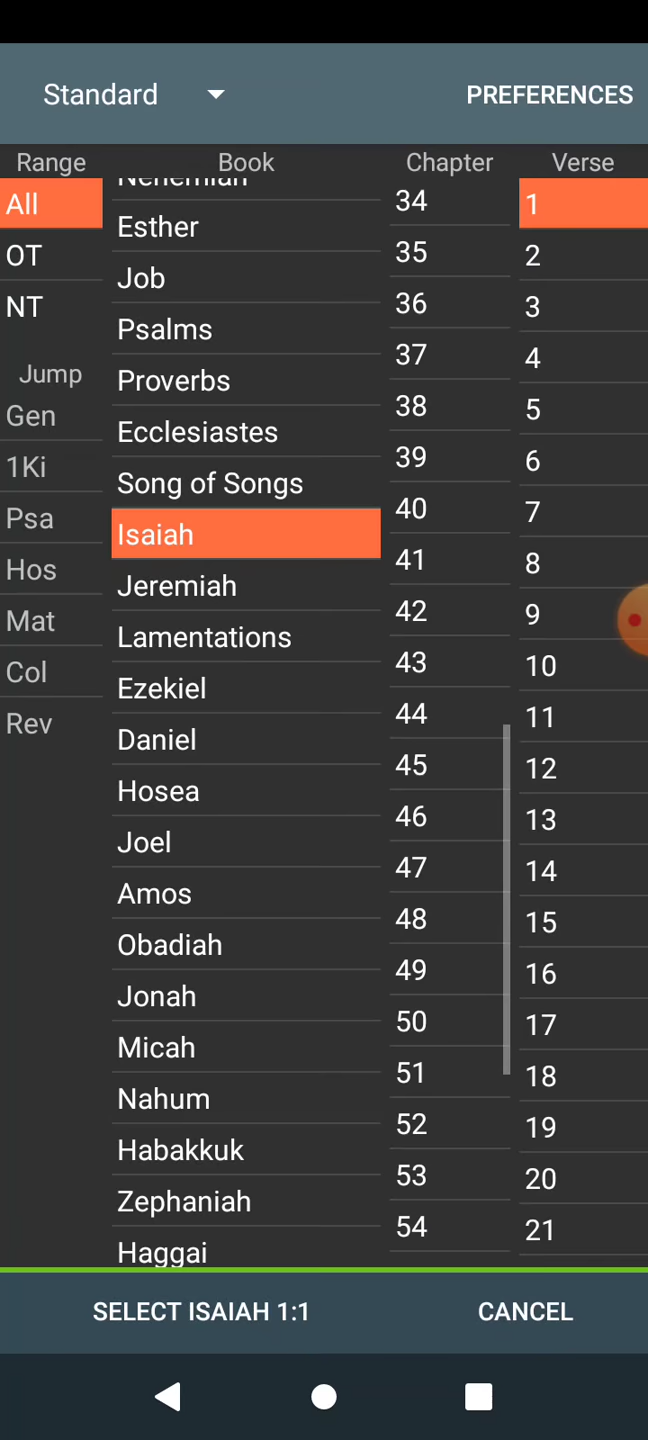 Standard
PREFERENCES
Range
Book
Chapter
Verse
All
OT
NT
Jump
Gen
1Ki
Psa
Hos
Mat
Col
Rev
Nehemiah
Esther
Job
Psalms
Proverbs
Ecclesiastes
Song of Songs
Isaiah
Jeremiah
Lamentations
Ezekiel
Daniel
Hosea
Joel
Amos
Obadiah
Jonah
Micah
Nahum
Habakkuk
Zephaniah
Haggai
34
35
36
37
38
39
40
41
42
43
44
45
46
47
48
49
50
51
52
53
54
1
2
3
4
5
6
7
8
9
10
11
12
13
14
15
16
17
18
19
20
21
SELECT ISAIAH 1:1
CANCEL